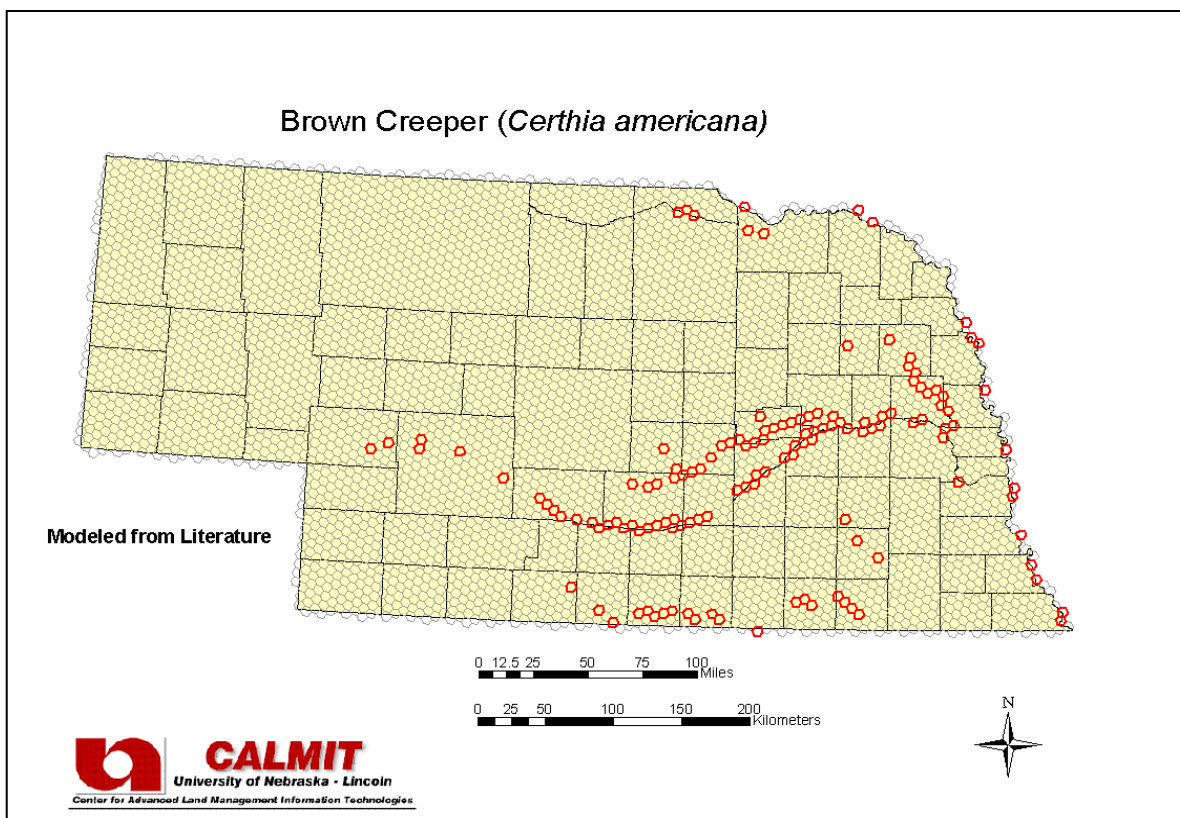 Brown Creeper (Certhia americana)
Modeled from Literature
0 12.5 25 50 75 100
Miles
0 25 50 100 150 200
Kilometers
N
CALMIT
University of Nebraska - Lincoln
Center for Advanced Land Management Information Technologies